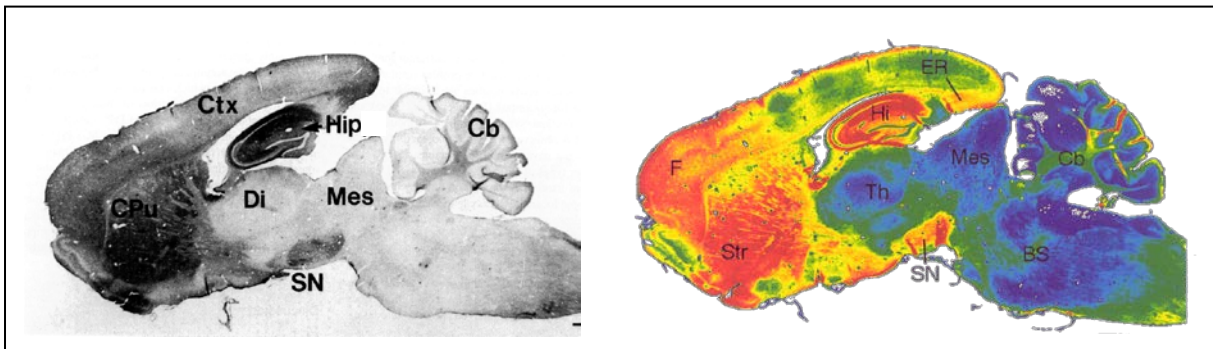 Ctx
Hip
Cb
CPu
Di
Mes
SN
ER
Hi
F
Mes
Cb
Th
Str
SN
BS